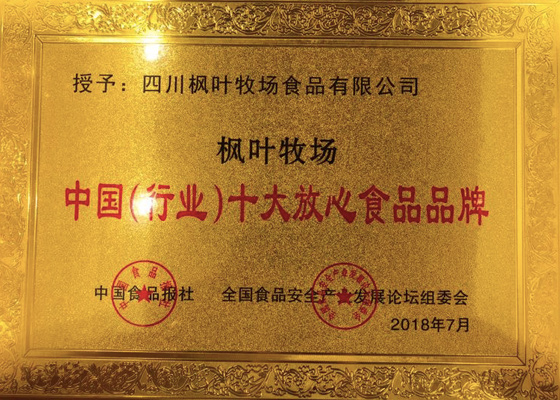 授予：四川枫叶牧场食品有限公司
枫叶牧场
中国(行业)十大放心食品品牌
中国食品报社 全国食品安全产业发展论坛组委会
2018年7月